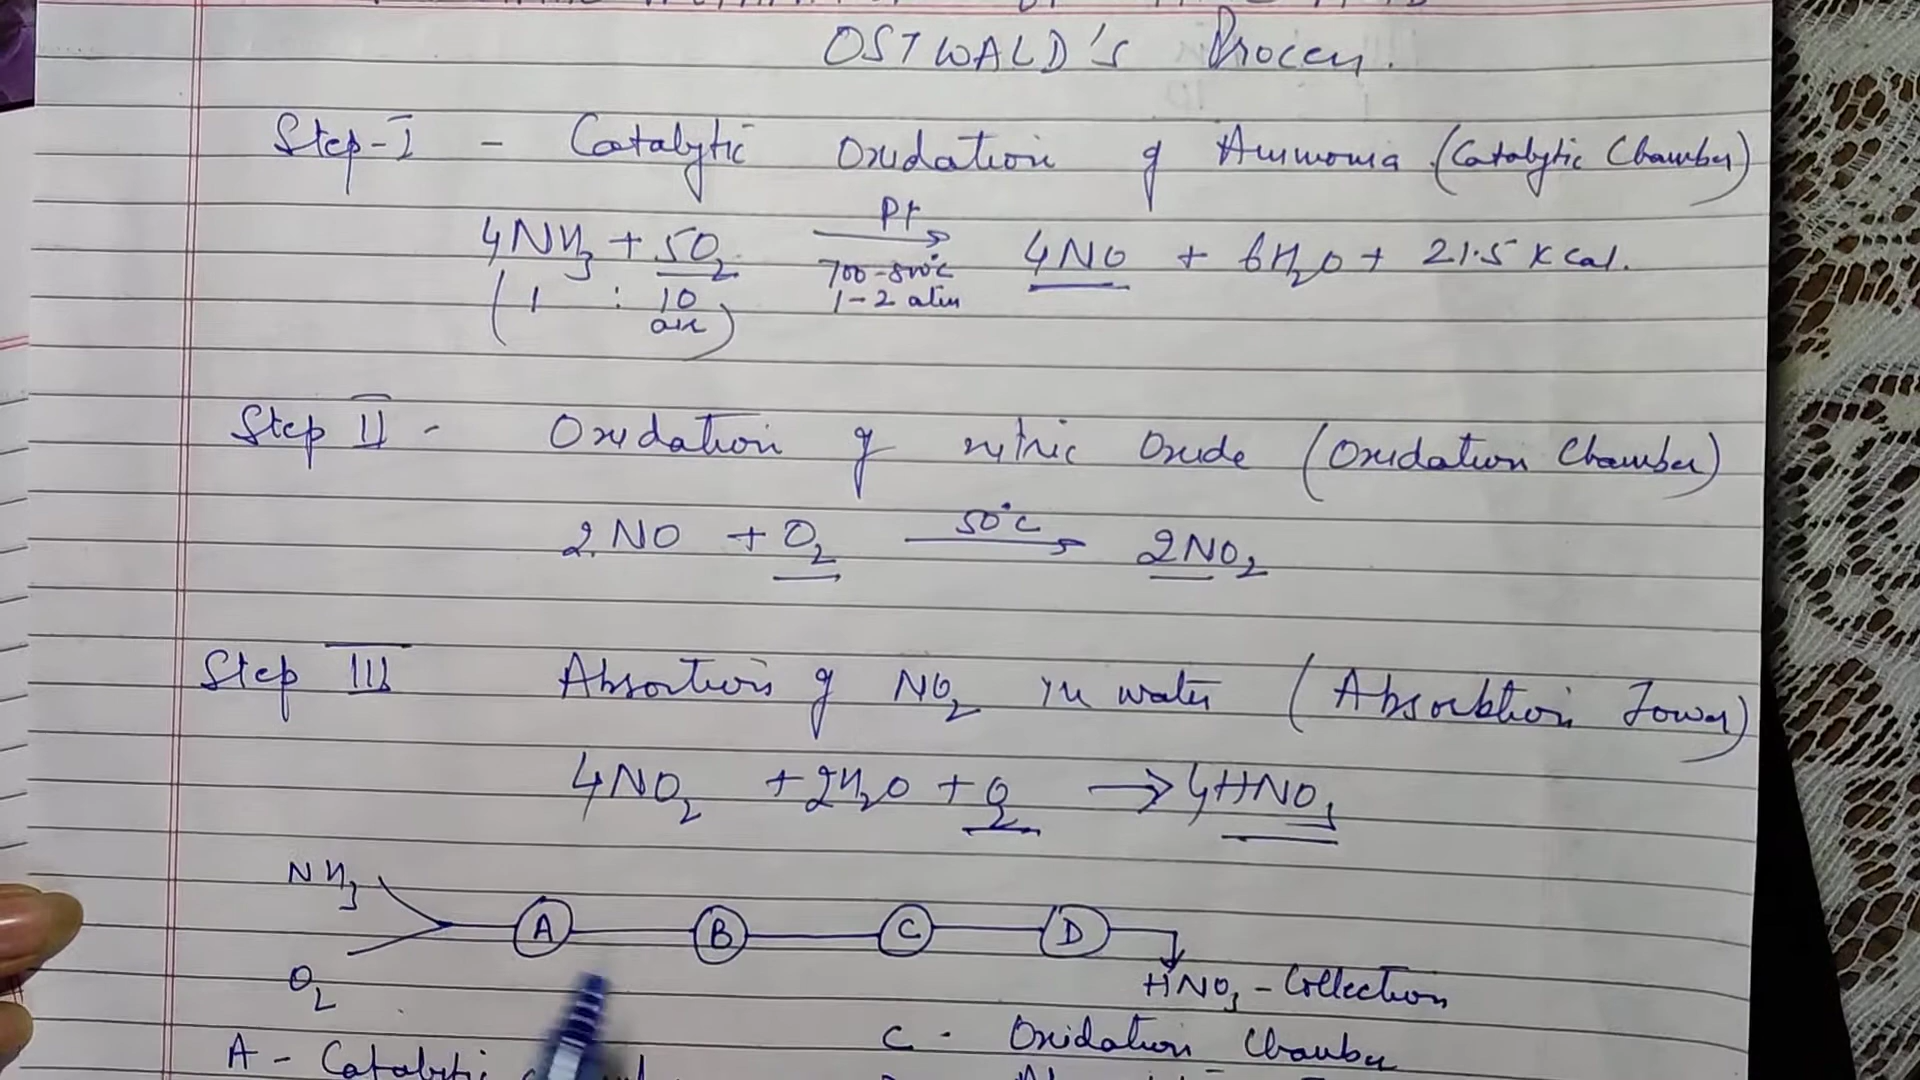 OSTWALD'S Process.
Step-I - Catalytic Oxidation of Ammonia (Catalytic Chamber)
4NH₃ + 5O₂ Pt 700-800°C 1-2 atm 4NO + 6H₂O + 21.5 K Cal.
(1 : 10 air)
Step II - Oxidation of nitric Oxide (Oxidation Chamber)
2NO + O₂ 50°C → 2NO₂
Step III Absortion of NO₂ in water (Absorbtion Tower)
4NO₂ + 2H₂O + O₂ → 4HNO₃
NH₃
A B C D
O₂
HNO₃ - Collection
C - Oxidation Chamber
A - Catalytic